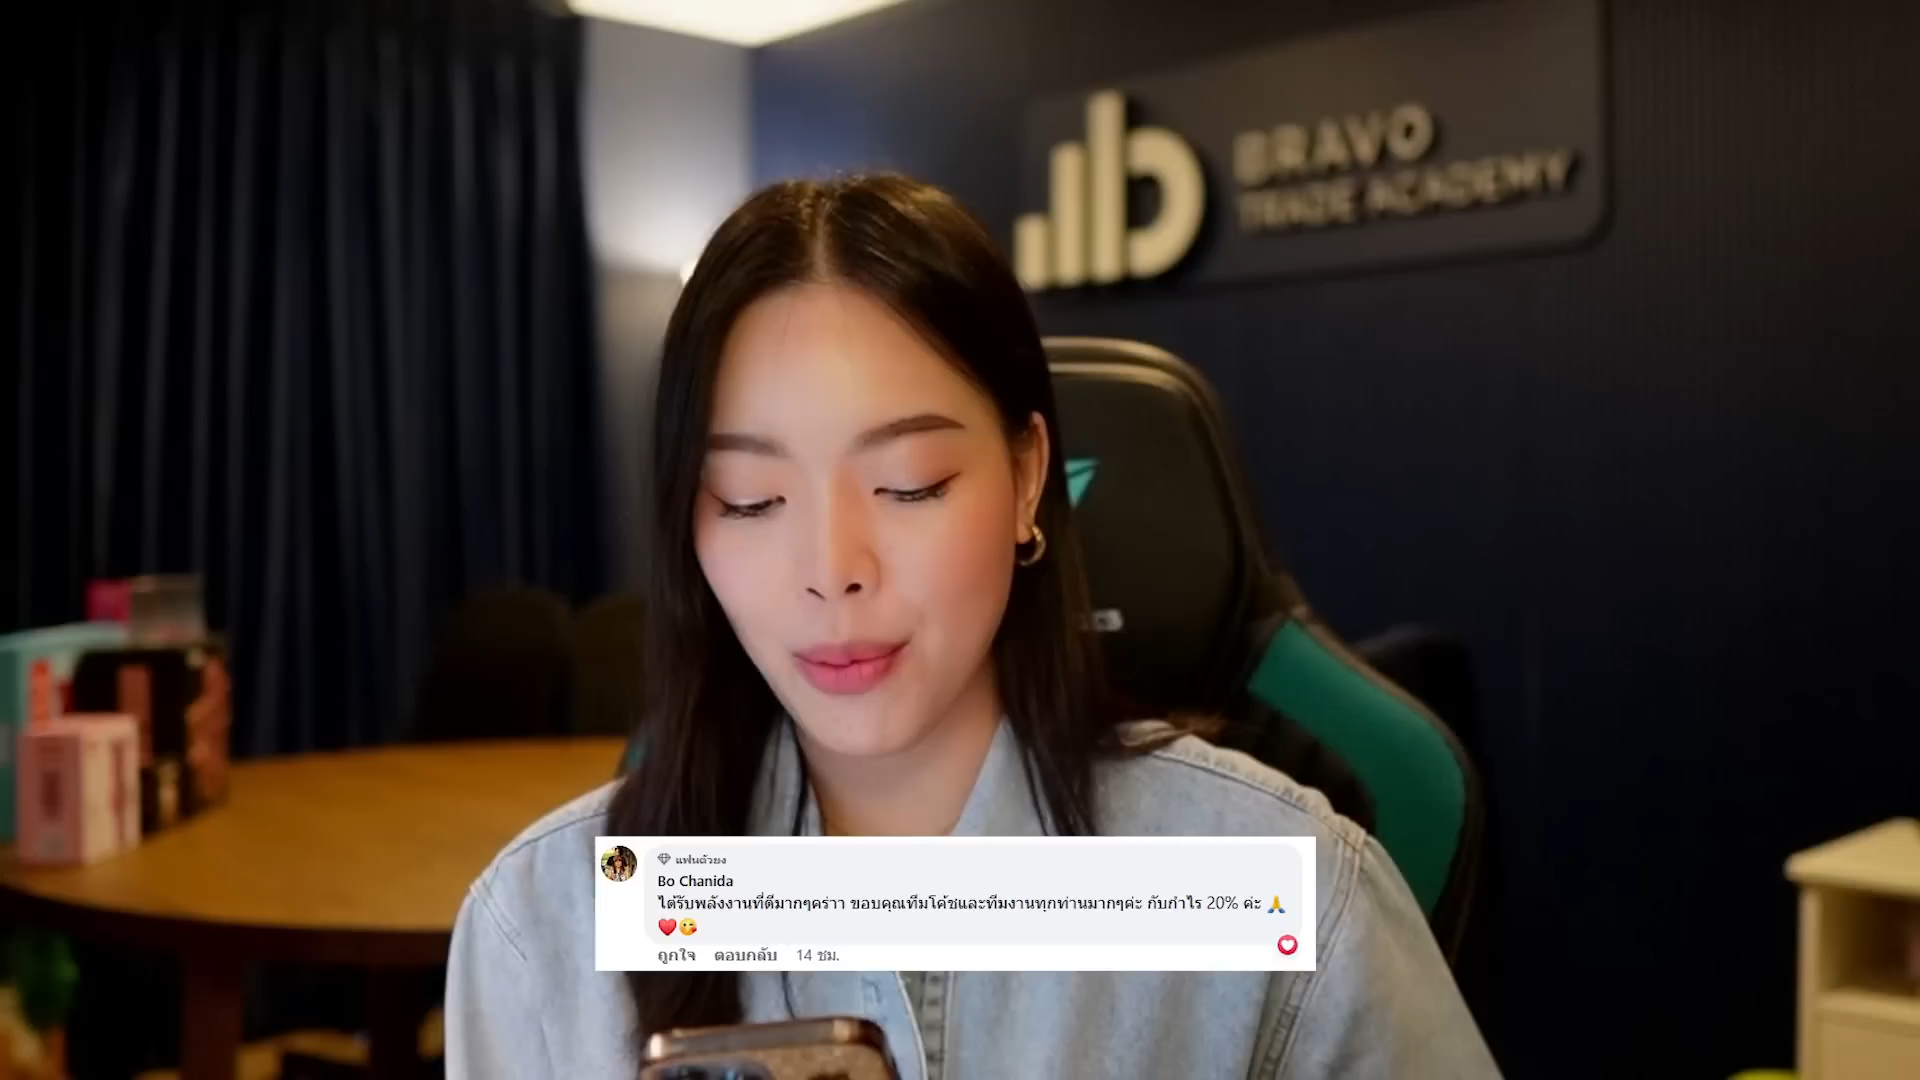 BRAVO
TRADE ACADEMY
แฟนตัวยง
Bo Chanida
ได้รับพลังงานที่ดีมากๆคร่าา ขอบคุณทีมโค้ชและทีมงานทุกท่านมากๆค่ะ กับกำไร 20% ค่ะ 🙏
❤️😋
ถูกใจ ตอบกลับ 14 ชม.